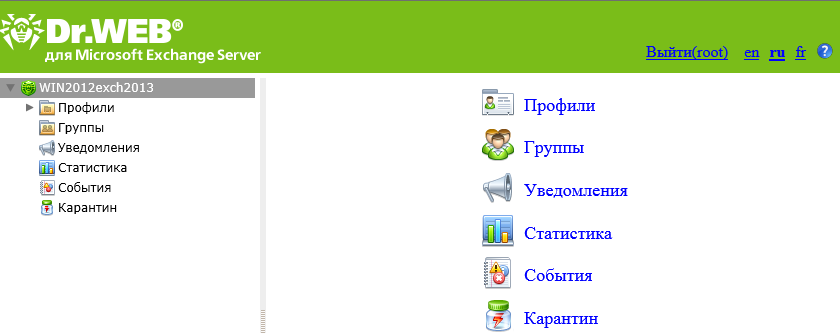 Dr.WEB®
для Microsoft Exchange Server
Выйти(root) en ru fr ?
WIN2012exch2013
Профили
Группы
Уведомления
Статистика
События
Карантин
Профили
Группы
Уведомления
Статистика
События
Карантин